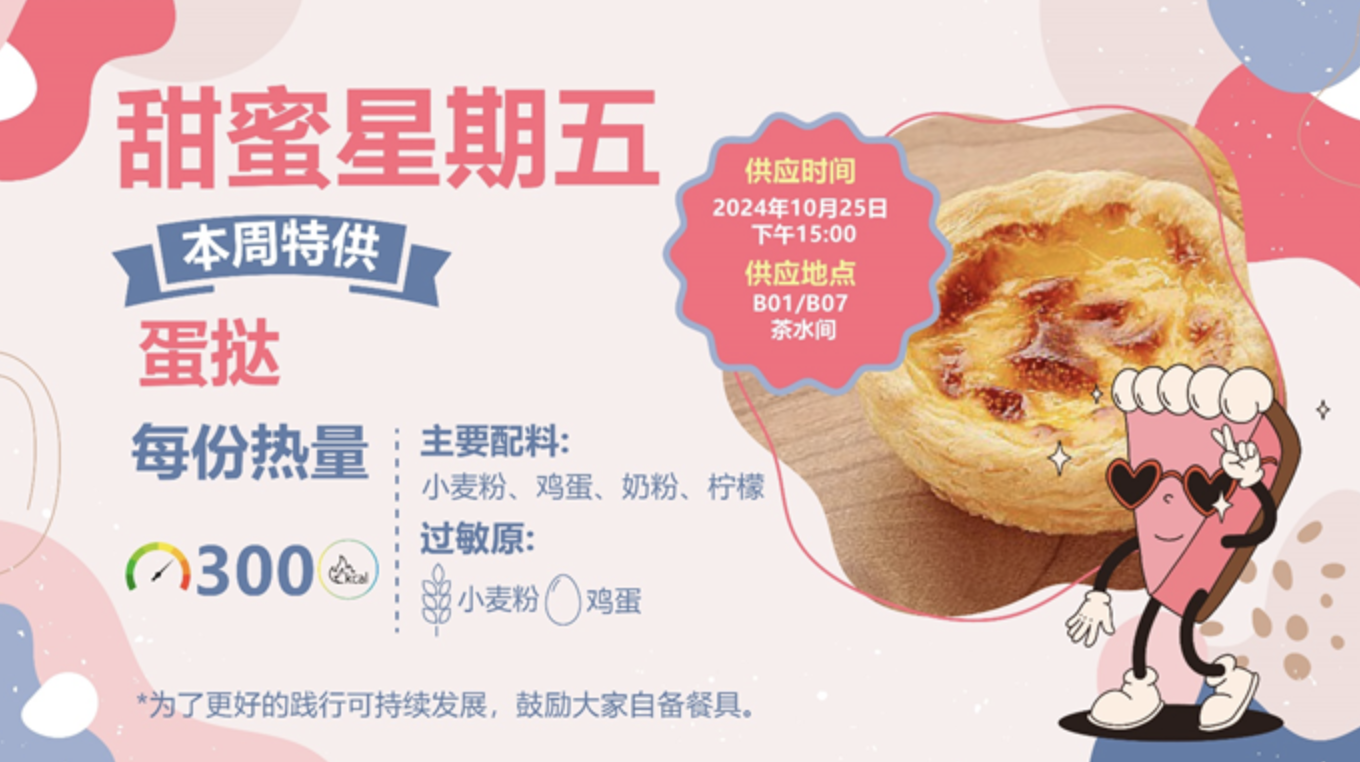 甜蜜星期五
本周特供
蛋挞
供应时间
2024年10月25日
下午15:00
供应地点
B01/B07
茶水间
每份热量
300 kcal
主要配料:
小麦粉、鸡蛋、奶粉、柠檬
过敏原:
小麦粉 鸡蛋
*为了更好的践行可持续发展，鼓励大家自备餐具。